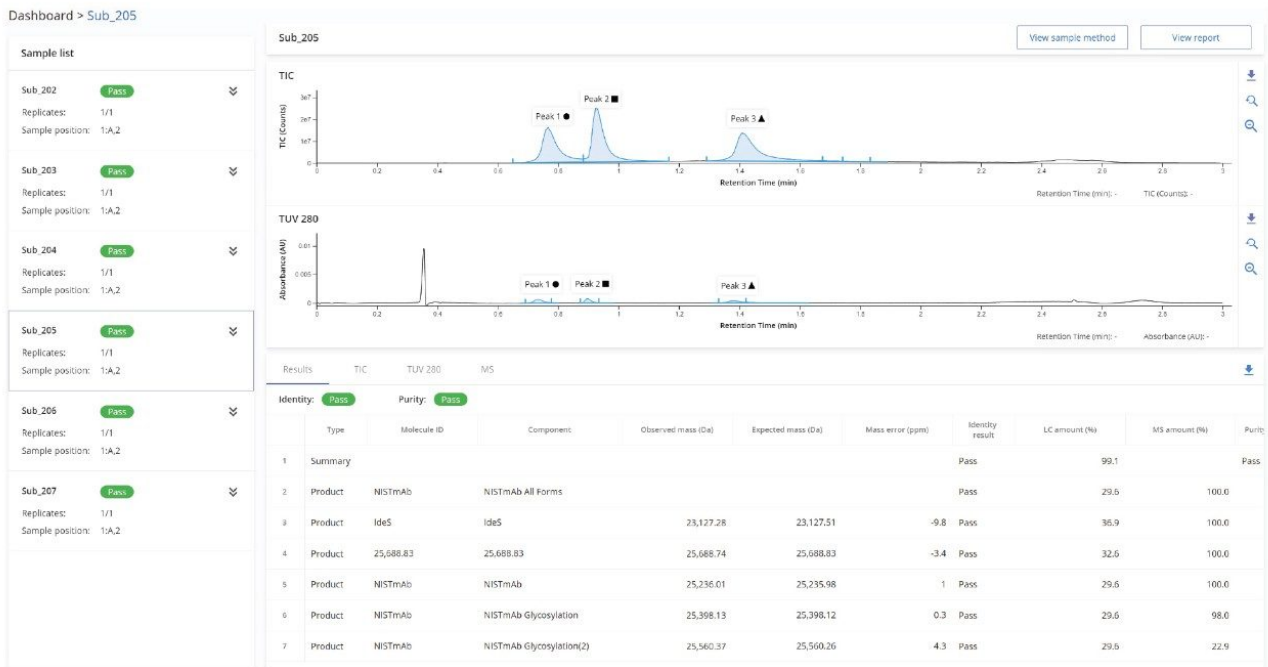 Dashboard > Sub_205
Sample list
Sub_202 Pass
Replicates: 1/1
Sample position: 1:A,2
Sub_203 Pass
Replicates: 1/1
Sample position: 1:A,2
Sub_204 Pass
Replicates: 1/1
Sample position: 1:A,2
Sub_205 Pass
Replicates: 1/1
Sample position: 1:A,2
Sub_206 Pass
Replicates: 1/1
Sample position: 1:A,2
Sub_207 Pass
Replicates: 1/1
Sample position: 1:A,2
Sub_205 View sample method View report
TIC
TIC (Counts)
3e7
2e7
1e7
0
Peak 1 Peak 2 Peak 3
0 0.2 0.4 0.6 0.8 1 1.2 1.4 1.6 1.8 2 2.2 2.4 2.6 2.8 3
Retention Time (min)
Retention Time (min): - TIC (Counts): -
TUV 280
Absorbance (AU)
0.01
0.005
0
Peak 1 Peak 2 Peak 3
0 0.2 0.4 0.6 0.8 1 1.2 1.4 1.6 1.8 2 2.2 2.4 2.6 2.8 3
Retention Time (min)
Retention Time (min): - Absorbance (AU): -
Results TIC TUV 280 MS
Identity: Pass Purity: Pass
Type Molecule ID Component Observed mass (Da) Expected mass (Da) Mass error (ppm) Identity result LC amount (%) MS amount (%) Purity
1 Summary Pass 99.1 Pass
2 Product NISTmAb NISTmAb All Forms Pass 29.6 100.0
3 Product IdeS IdeS 23,127.28 23,127.51 -9.8 Pass 36.9 100.0
4 Product 25,688.83 25,688.83 25,688.74 25,688.83 -3.4 Pass 32.6 100.0
5 Product NISTmAb NISTmAb 25,236.01 25,235.98 1 Pass 29.6 100.0
6 Product NISTmAb NISTmAb Glycosylation 25,398.13 25,398.12 0.3 Pass 29.6 98.0
7 Product NISTmAb NISTmAb Glycosylation(2) 25,560.37 25,560.26 4.3 Pass 29.6 22.9